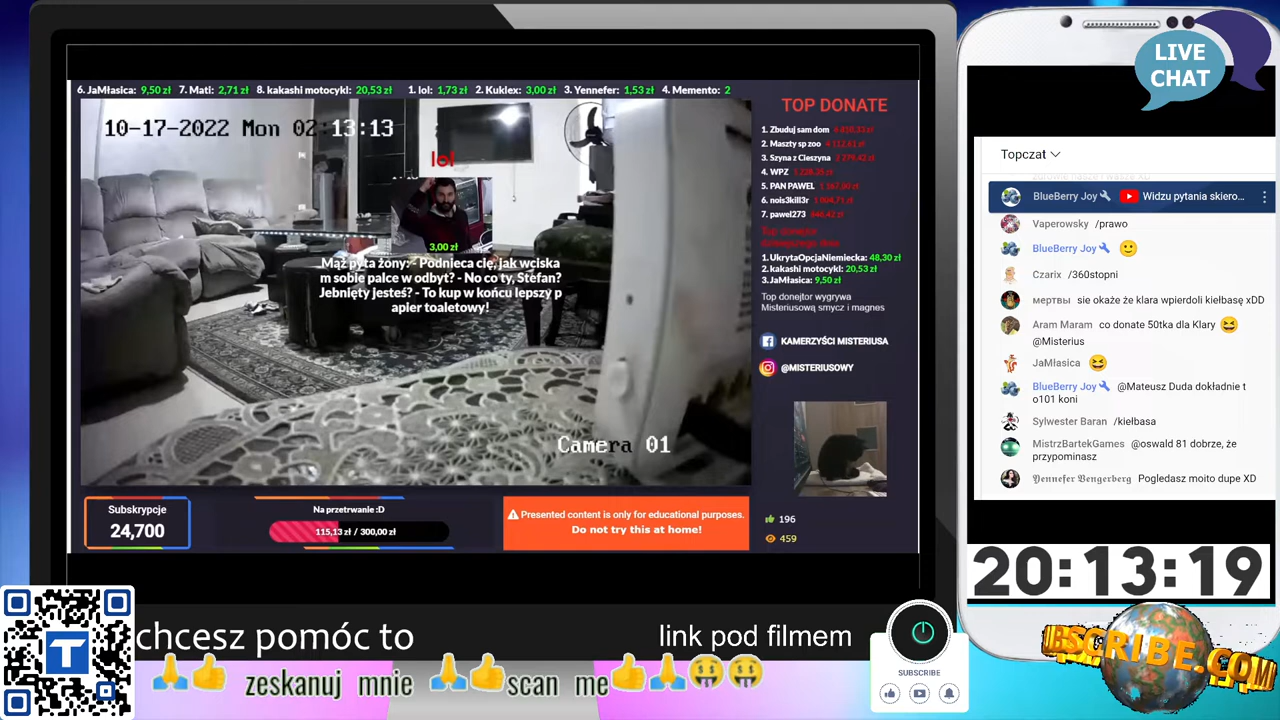 LIVE
CHAT
6. JaMłasica: 9,50 zł 7. Mati: 2,71 zł 8. kakashi motocykl: 20,53 zł 1. lol: 1,73 zł 2. Kuklex: 3,00 zł 3. Yennefer: 1,53 zł 4. Memento: 2
10-17-2022 Mon 02:13:13
lol
3,00 zł
Mąż pyta żony:- Podnieca cię, jak wciska
m sobie palce w odbyt? - No co ty, Stefan?
Jebnięty jesteś? - To kup w końcu lepszy p
apier toaletowy!
Camera 01
TOP DONATE
1. Zbuduj sam dom
2. Maszty sp zoo
3. Szyna z Cieszyna
4. WPZ
5. PAN PAWEŁ
6. nois3kill3r
7. pawel273
1.UkrytaOpcjaNiemiecka: 48,30 zł
2.kakashi motocykl: 20,53 zł
3.JaMłasica: 9,50 zł
Top donejtor wygrywa
Misteriusową smycz i magnes
KAMERZYŚCI MISTERIUSA
@MISTERIUSOWY
196
459
Subskrypcje
24,700
Na przetrwanie :D
115,13 zł / 300,00 zł
Presented content is only for educational purposes.
Do not try this at home!
Topczat
BlueBerry Joy Widzu pytania skiero...
Vaperowsky /prawo
BlueBerry Joy
Czarix /360stopni
мертвы sie okaże że klara wpierdoli kiełbasę xDD
Aram Maram co donate 50tka dla Klary
@Misterius
JaMłasica
BlueBerry Joy @Mateusz Duda dokładnie t
o101 koni
Sylwester Baran /kiełbasa
MistrzBartekGames @oswald 81 dobrze, że
przypominasz
Yennefer Vengerberg Pogledasz moito dupe XD
20:13:19
chcesz pomóc to
link pod filmem
zeskanuj mnie scan me
T
SUBSCRIBE
UBSCRIBE.COM